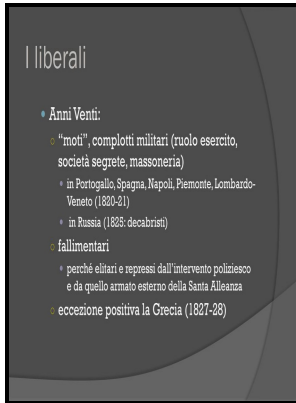 I liberali
Anni Venti:
"moti", complotti militari (ruolo esercito,
società segrete, massoneria)
in Portogallo, Spagna, Napoli, Piemonte, Lombardo-
Veneto (1820-21)
in Russia (1825: decabristi)
fallimentari
perché elitari e repressi dall'intervento poliziesco
e da quello armato esterno della Santa Alleanza
eccezione positiva la Grecia (1827-28)